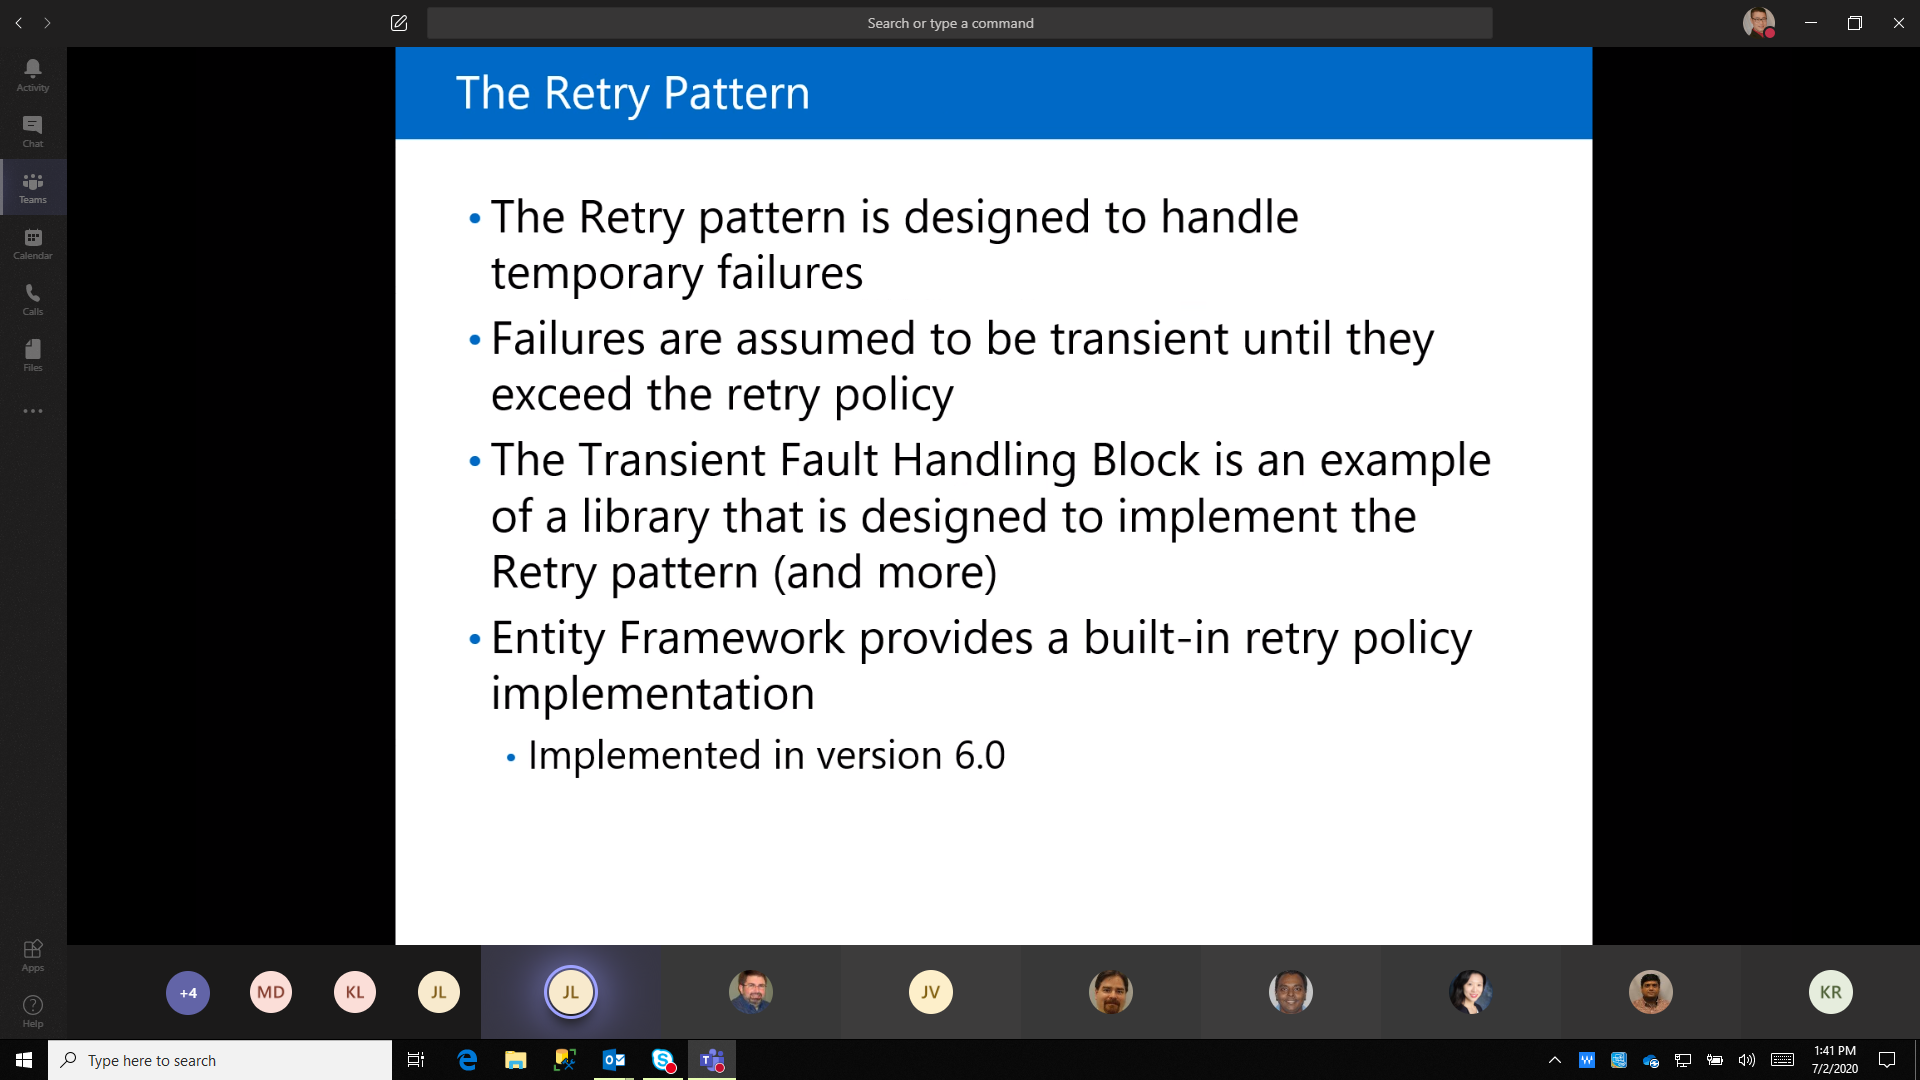 Search or type a command
Activity
Chat
Teams
Calendar
Calls
Files
Apps
Help
The Retry Pattern
• The Retry pattern is designed to handle
temporary failures
• Failures are assumed to be transient until they
exceed the retry policy
• The Transient Fault Handling Block is an example
of a library that is designed to implement the
Retry pattern (and more)
• Entity Framework provides a built-in retry policy
implementation
• Implemented in version 6.0
+4
MD
KL
JL
JL
JV
KR
Type here to search
1:41 PM
7/2/2020